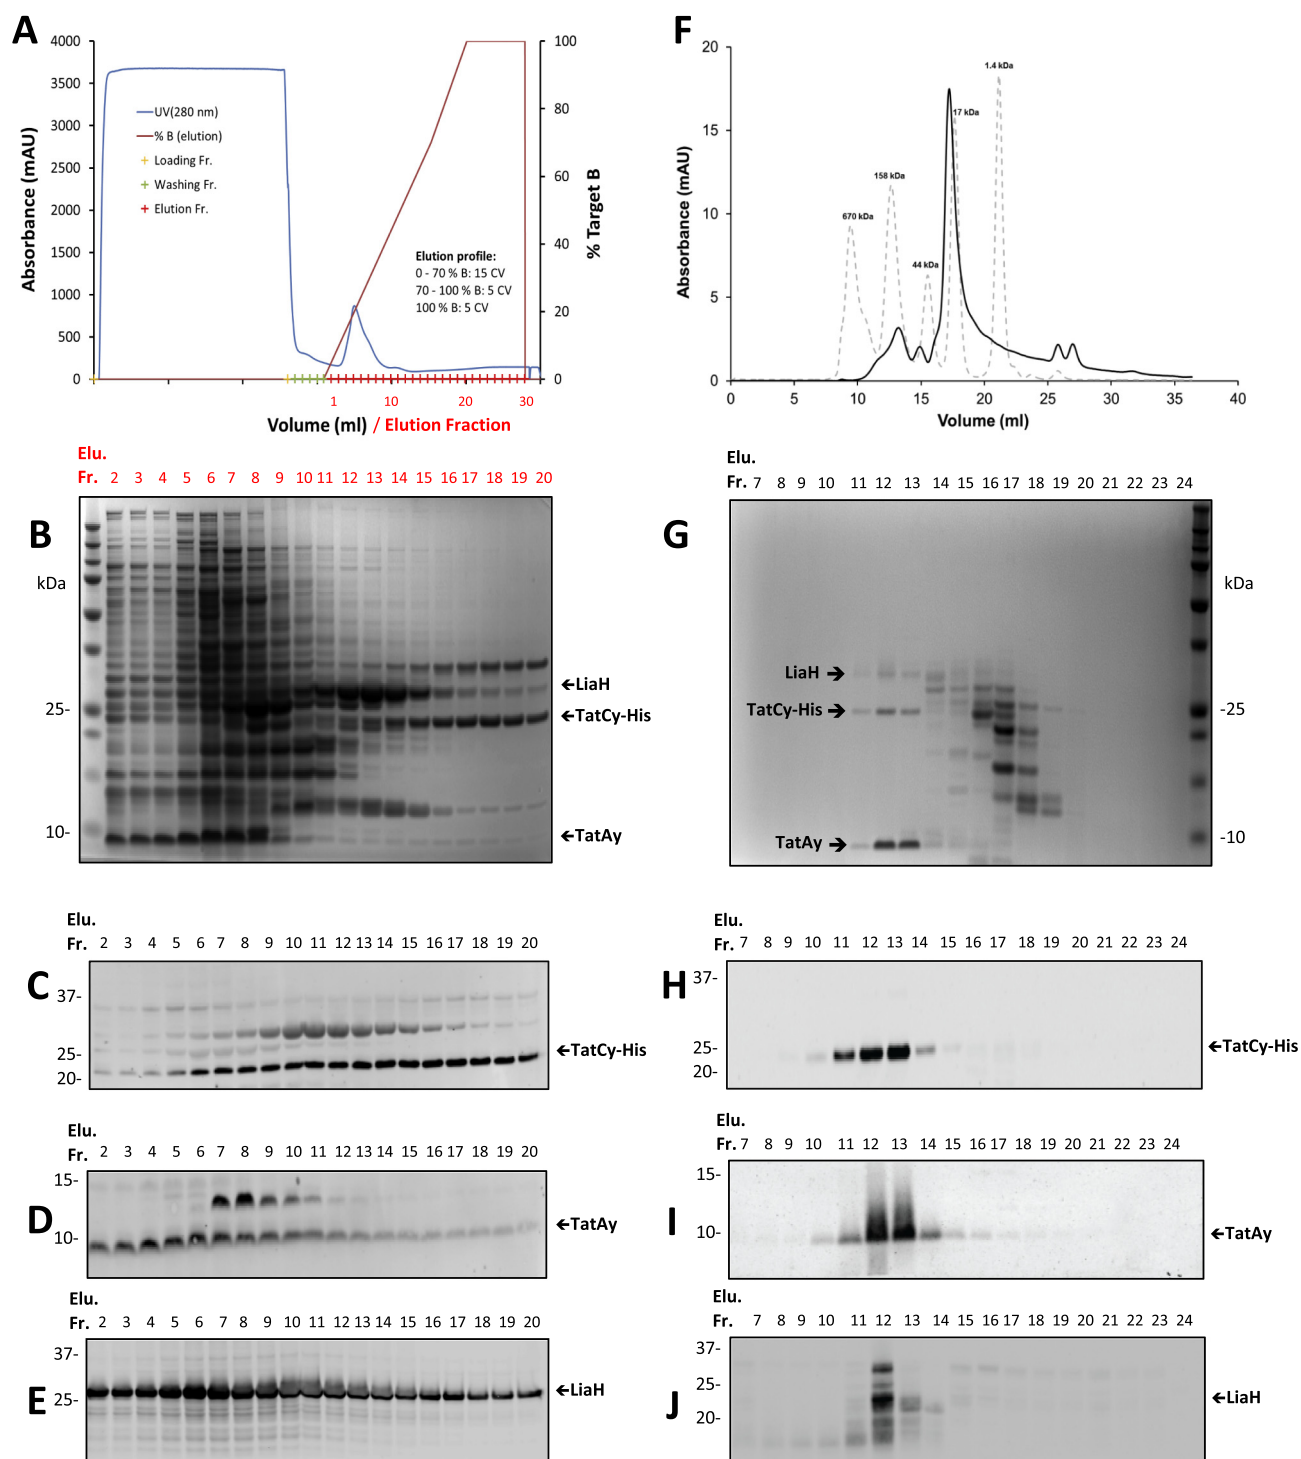 A
4000
3500
3000
2500
2000
1500
1000
500
0
Absorbance (mAU)
UV(280 nm)
% B (elution)
Loading Fr.
Washing Fr.
Elution Fr.
Elution profile:
0 - 70 % B: 15 CV
70 - 100 % B: 5 CV
100 % B: 5 CV
100
80
60
40
20
0
% Target B
1 10 20 30
Volume (ml) / Elution Fraction
F
20
15
10
5
0
Absorbance (mAU)
670 kDa
158 kDa
44 kDa
17 kDa
1.4 kDa
0 5 10 15 20 25 30 35 40
Volume (ml)
B
Elu.
Fr. 2 3 4 5 6 7 8 9 10 11 12 13 14 15 16 17 18 19 20
kDa
25-
10-
←LiaH
←TatCy-His
←TatAy
G
Elu.
Fr. 7 8 9 10 11 12 13 14 15 16 17 18 19 20 21 22 23 24
LiaH →
TatCy-His →
TatAy →
kDa
-25
-10
C
Elu.
Fr. 2 3 4 5 6 7 8 9 10 11 12 13 14 15 16 17 18 19 20
37-
25-
20-
←TatCy-His
H
Elu.
Fr. 7 8 9 10 11 12 13 14 15 16 17 18 19 20 21 22 23 24
37-
25-
20-
←TatCy-His
D
Elu.
Fr. 2 3 4 5 6 7 8 9 10 11 12 13 14 15 16 17 18 19 20
15-
10-
←TatAy
I
Elu.
Fr. 7 8 9 10 11 12 13 14 15 16 17 18 19 20 21 22 23 24
15-
10-
←TatAy
E
Elu.
Fr. 2 3 4 5 6 7 8 9 10 11 12 13 14 15 16 17 18 19 20
37-
25-
←LiaH
J
Elu.
Fr. 7 8 9 10 11 12 13 14 15 16 17 18 19 20 21 22 23 24
37-
25-
20-
←LiaH